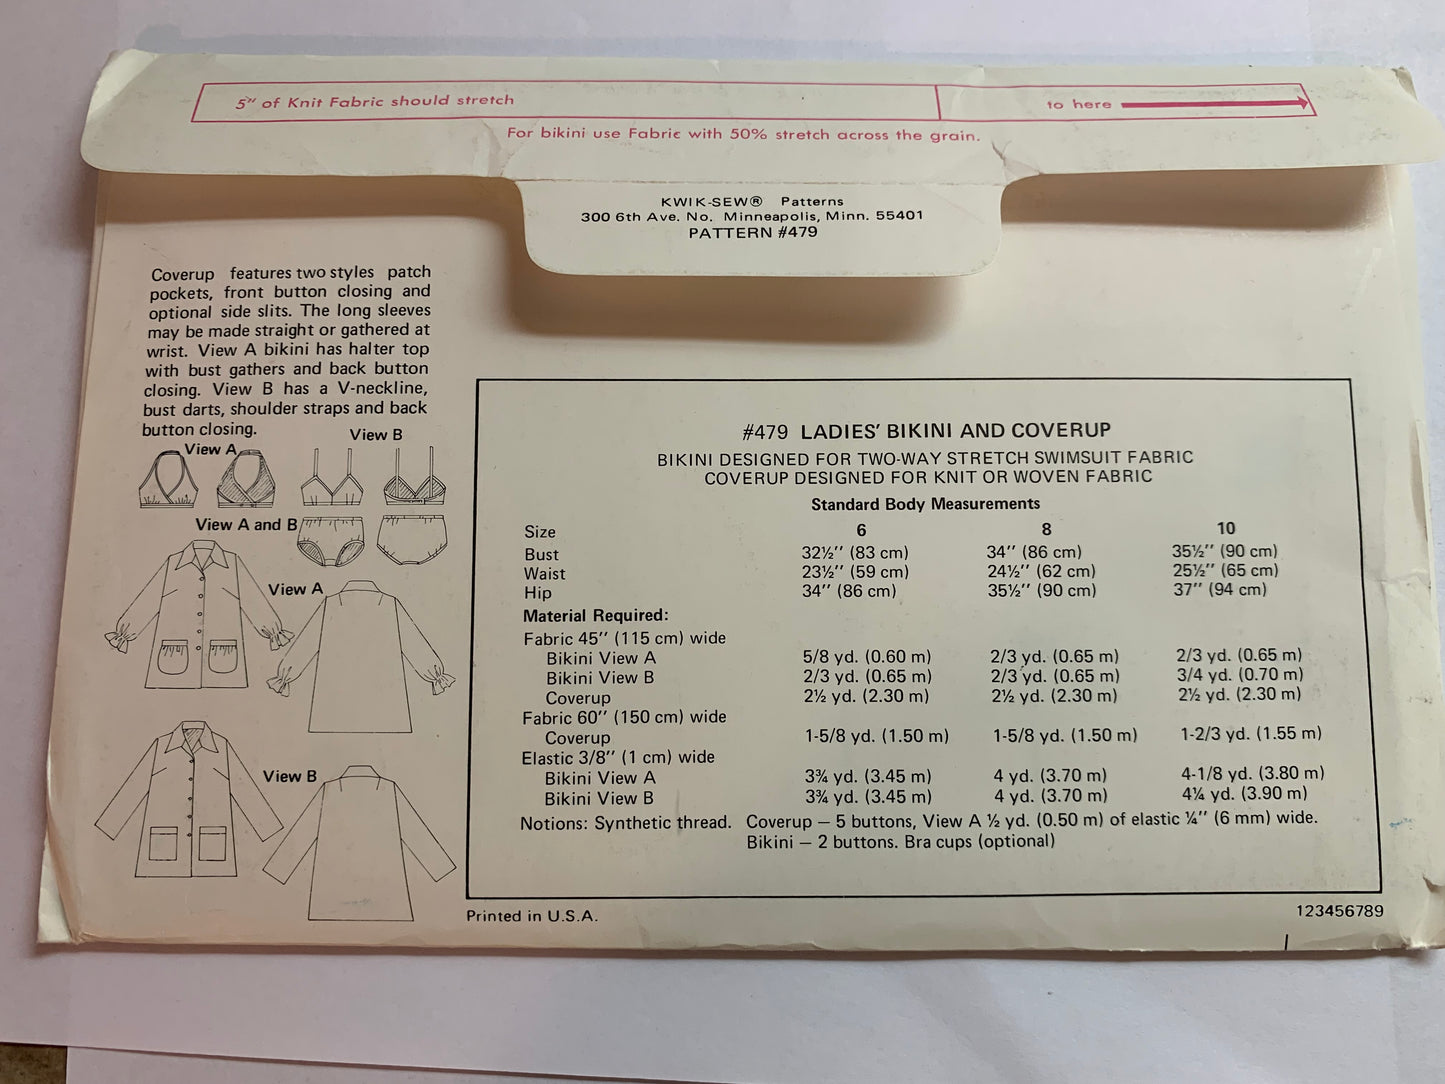 5" of Knit Fabric should stretch
to here
For bikini use Fabric with 50% stretch across the grain.
KWIK-SEW® Patterns
300 6th Ave. No. Minneapolis, Minn. 55401
PATTERN #479
Coverup features two styles patch
pockets, front button closing and
optional side slits. The long sleeves
may be made straight or gathered at
wrist. View A bikini has halter top
with bust gathers and back button
closing. View B has a V-neckline,
bust darts, shoulder straps and back
button closing.
View A
View B
View A and B
View A
View B
#479 LADIES' BIKINI AND COVERUP
BIKINI DESIGNED FOR TWO-WAY STRETCH SWIMSUIT FABRIC
COVERUP DESIGNED FOR KNIT OR WOVEN FABRIC
Standard Body Measurements
Size 6 8 10
Bust 32½'' (83 cm) 34'' (86 cm) 35½'' (90 cm)
Waist 23½'' (59 cm) 24½'' (62 cm) 25½'' (65 cm)
Hip 34'' (86 cm) 35½'' (90 cm) 37'' (94 cm)
Material Required:
Fabric 45'' (115 cm) wide
Bikini View A 5/8 yd. (0.60 m) 2/3 yd. (0.65 m) 2/3 yd. (0.65 m)
Bikini View B 2/3 yd. (0.65 m) 2/3 yd. (0.65 m) 3/4 yd. (0.70 m)
Coverup 2½ yd. (2.30 m) 2½ yd. (2.30 m) 2½ yd. (2.30 m)
Fabric 60'' (150 cm) wide
Coverup 1-5/8 yd. (1.50 m) 1-5/8 yd. (1.50 m) 1-2/3 yd. (1.55 m)
Elastic 3/8'' (1 cm) wide
Bikini View A 3¾ yd. (3.45 m) 4 yd. (3.70 m) 4-1/8 yd. (3.80 m)
Bikini View B 3¾ yd. (3.45 m) 4 yd. (3.70 m) 4¼ yd. (3.90 m)
Notions: Synthetic thread. Coverup — 5 buttons, View A ½ yd. (0.50 m) of elastic ¼'' (6 mm) wide.
Bikini — 2 buttons. Bra cups (optional)
Printed in U.S.A.
123456789